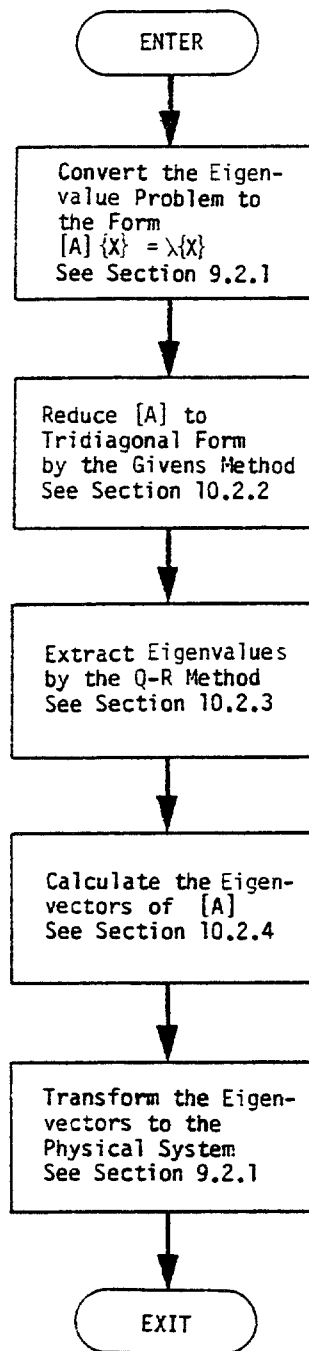 ENTER
Convert the Eigen-
value Problem to
the Form
[A] {X} = λ{X}
See Section 9.2.1
Reduce [A] to
Tridiagonal Form
by the Givens Method
See Section 10.2.2
Extract Eigenvalues
by the Q-R Method
See Section 10.2.3
Calculate the Eigen-
vectors of [A]
See Section 10.2.4
Transform the Eigen-
vectors to the
Physical System
See Section 9.2.1
EXIT